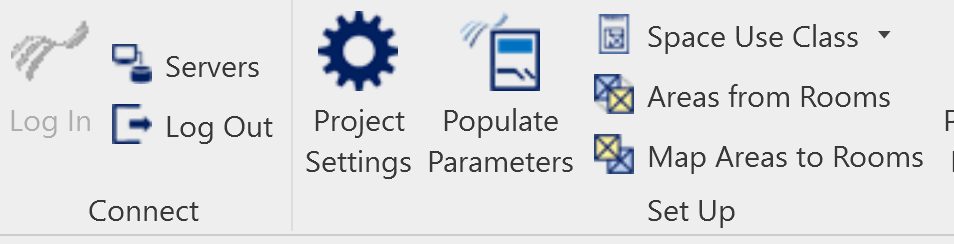 Log In
Servers
Log Out
Connect
Project
Settings
Populate
Parameters
Space Use Class
Areas from Rooms
Map Areas to Rooms
Set Up